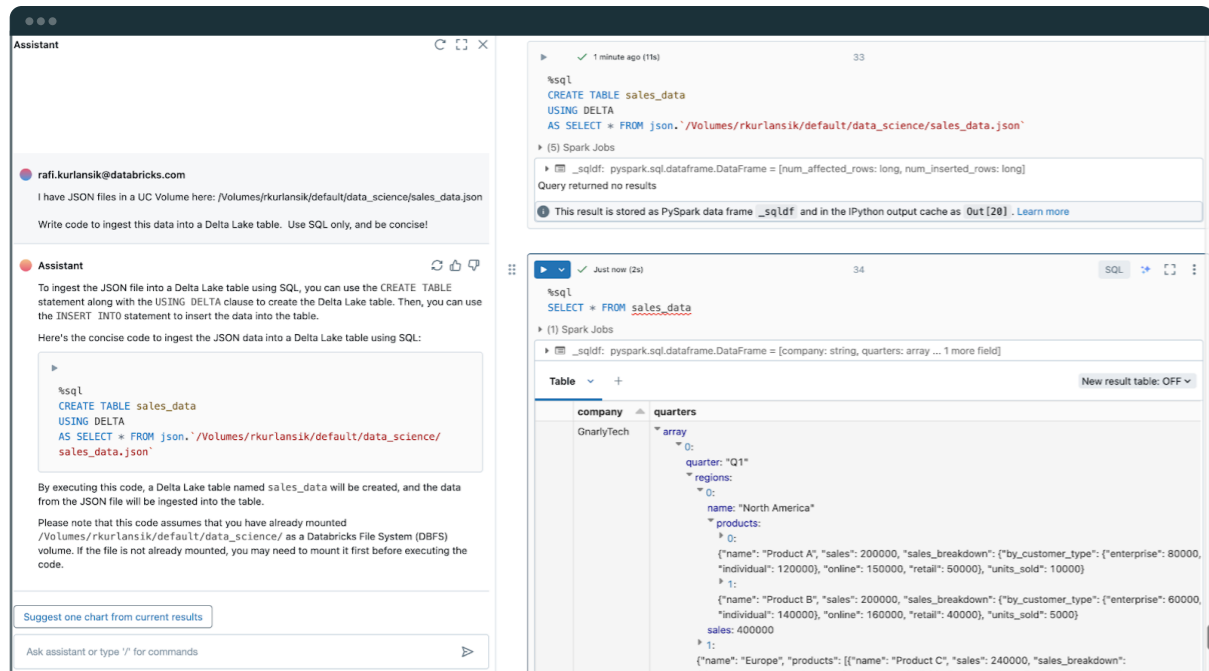 Assistant
rafi.kurlansik@databricks.com
I have JSON files in a UC Volume here: /Volumes/rkurlansik/default/data_science/sales_data.json
Write code to ingest this data into a Delta Lake table. Use SQL only, and be concise!
Assistant
To ingest the JSON file into a Delta Lake table using SQL, you can use the CREATE TABLE
statement along with the USING DELTA clause to create the Delta Lake table. Then, you can use
the INSERT INTO statement to insert the data into the table.
Here's the concise code to ingest the JSON data into a Delta Lake table using SQL:
%sql
CREATE TABLE sales_data
USING DELTA
AS SELECT * FROM json.`/Volumes/rkurlansik/default/data_science/
sales_data.json`
By executing this code, a Delta Lake table named sales_data will be created, and the data
from the JSON file will be ingested into the table.
Please note that this code assumes that you have already mounted
/Volumes/rkurlansik/default/data_science/ as a Databricks File System (DBFS)
volume. If the file is not already mounted, you may need to mount it first before executing the
code.
Suggest one chart from current results
Ask assistant or type '/' for commands
1 minute ago (11s) 33
%sql
CREATE TABLE sales_data
USING DELTA
AS SELECT * FROM json.`/Volumes/rkurlansik/default/data_science/sales_data.json`
(5) Spark Jobs
_sqldf: pyspark.sql.dataframe.DataFrame = [num_affected_rows: long, num_inserted_rows: long]
Query returned no results
This result is stored as PySpark data frame _sqldf and in the IPython output cache as Out[20] . Learn more
Just now (2s) 34 SQL
%sql
SELECT * FROM sales_data
(1) Spark Jobs
_sqldf: pyspark.sql.dataframe.DataFrame = [company: string, quarters: array ... 1 more field]
Table + New result table: OFF
company quarters
GnarlyTech array
0:
quarter: "Q1"
regions:
0:
name: "North America"
products:
0:
{"name": "Product A", "sales": 200000, "sales_breakdown": {"by_customer_type": {"enterprise": 80000,
"individual": 120000}, "online": 150000, "retail": 50000}, "units_sold": 10000}
1:
{"name": "Product B", "sales": 200000, "sales_breakdown": {"by_customer_type": {"enterprise": 60000,
"individual": 140000}, "online": 160000, "retail": 40000}, "units_sold": 5000}
sales: 400000
1:
{"name": "Europe", "products": [{"name": "Product C", "sales": 240000, "sales_breakdown":